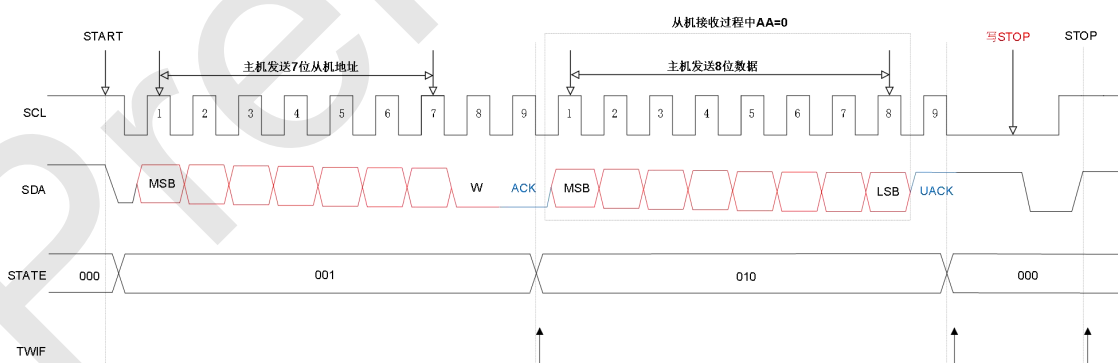 从机接收过程中AA=0
START
写STOP
STOP
主机发送7位从机地址
主机发送8位数据
SCL
1 2 3 4 5 6 7 8 9 1 2 3 4 5 6 7 8 9
SDA
MSB W ACK MSB LSB UACK
STATE
000 001 010 000
TWIF